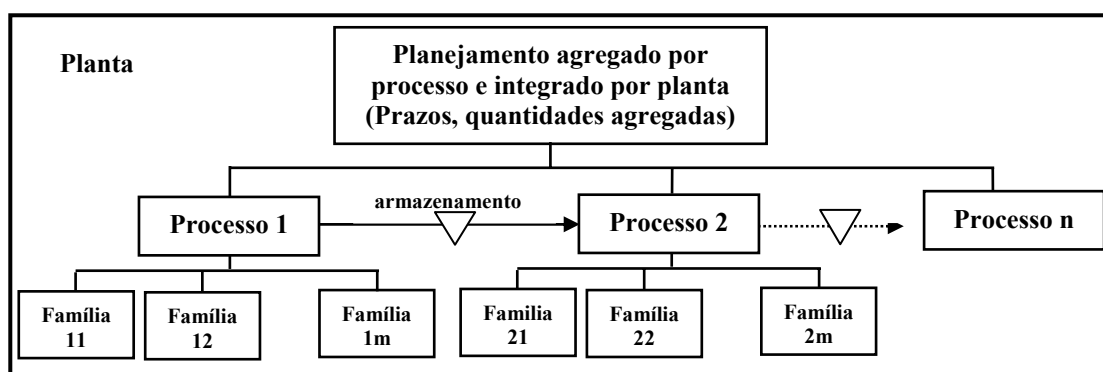 Planta
Planejamento agregado por
processo e integrado por planta
(Prazos, quantidades agregadas)
Processo 1
armazenamento
Processo 2
Processo n
Família
11
Família
12
Família
1m
Familia
21
Família
22
Família
2m